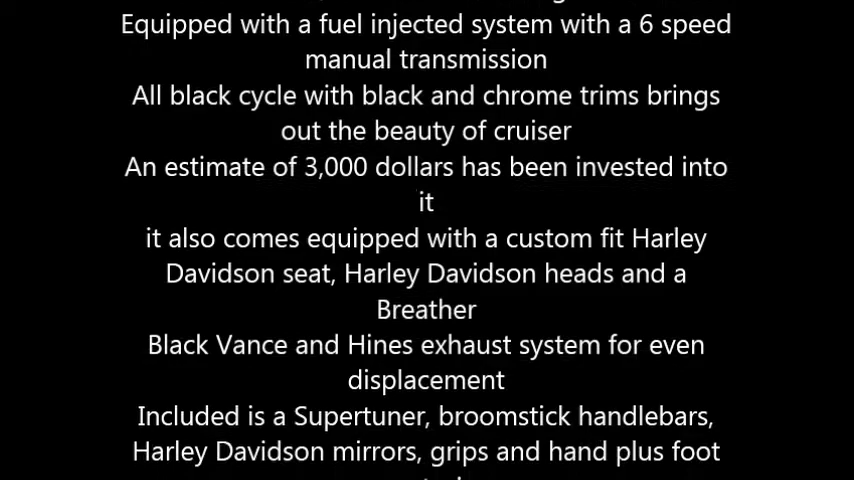 Equipped with a fuel injected system with a 6 speed
manual transmission
All black cycle with black and chrome trims brings
out the beauty of cruiser
An estimate of 3,000 dollars has been invested into
it
it also comes equipped with a custom fit Harley
Davidson seat, Harley Davidson heads and a
Breather
Black Vance and Hines exhaust system for even
displacement
Included is a Supertuner, broomstick handlebars,
Harley Davidson mirrors, grips and hand plus foot